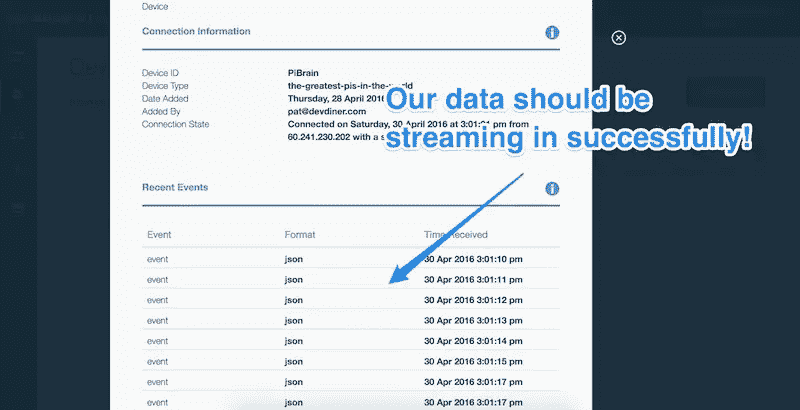 Device
Connection Information
Device ID PiBrain
Device Type the-greatest-pis-in-the-world
Date Added Thursday, 28 April 2016
Added By pat@devdiner.com
Connection State Connected on Saturday, 30 April 2016 at 3:01:01 pm from
60.241.230.202 with a
Our data should be
streaming in successfully!
Recent Events
Event Format Time Received
event json 30 Apr 2016 3:01:10 pm
event json 30 Apr 2016 3:01:11 pm
event json 30 Apr 2016 3:01:12 pm
event json 30 Apr 2016 3:01:13 pm
event json 30 Apr 2016 3:01:14 pm
event json 30 Apr 2016 3:01:15 pm
event json 30 Apr 2016 3:01:17 pm
event json 30 Apr 2016 3:01:17 pm